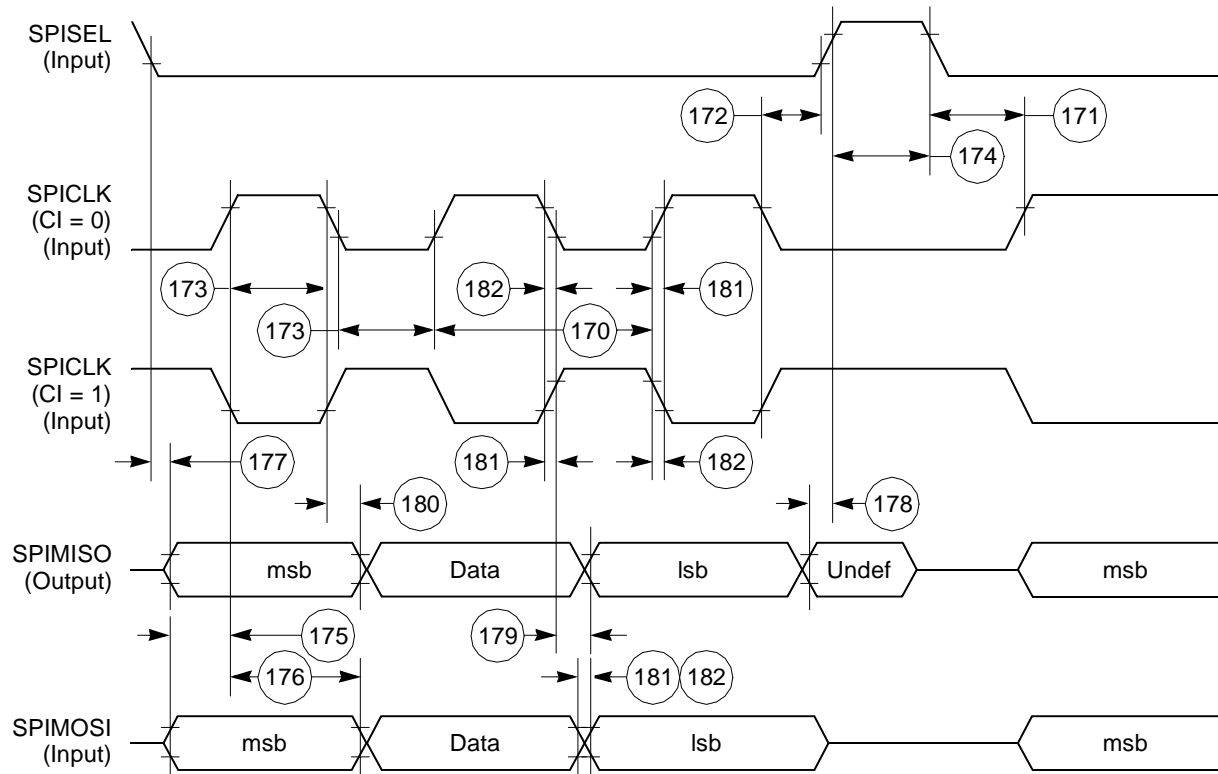 SPISEL
(Input)
172
171
174
SPICLK
(CI = 0)
(Input)
173
182
181
173
170
SPICLK
(CI = 1)
(Input)
177
181
182
180
178
SPIMISO
(Output)
msb
Data
lsb
Undef
msb
175
179
176
181
182
SPIMOSI
(Input)
msb
Data
lsb
msb